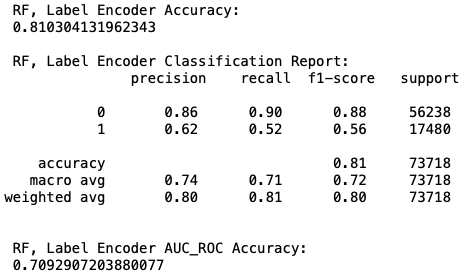 RF, Label Encoder Accuracy:
0.810304131962343
RF, Label Encoder Classification Report:
precision recall f1-score support
0 0.86 0.90 0.88 56238
1 0.62 0.52 0.56 17480
accuracy 0.81 73718
macro avg 0.74 0.71 0.72 73718
weighted avg 0.80 0.81 0.80 73718
RF, Label Encoder AUC_ROC Accuracy:
0.7092907203880077